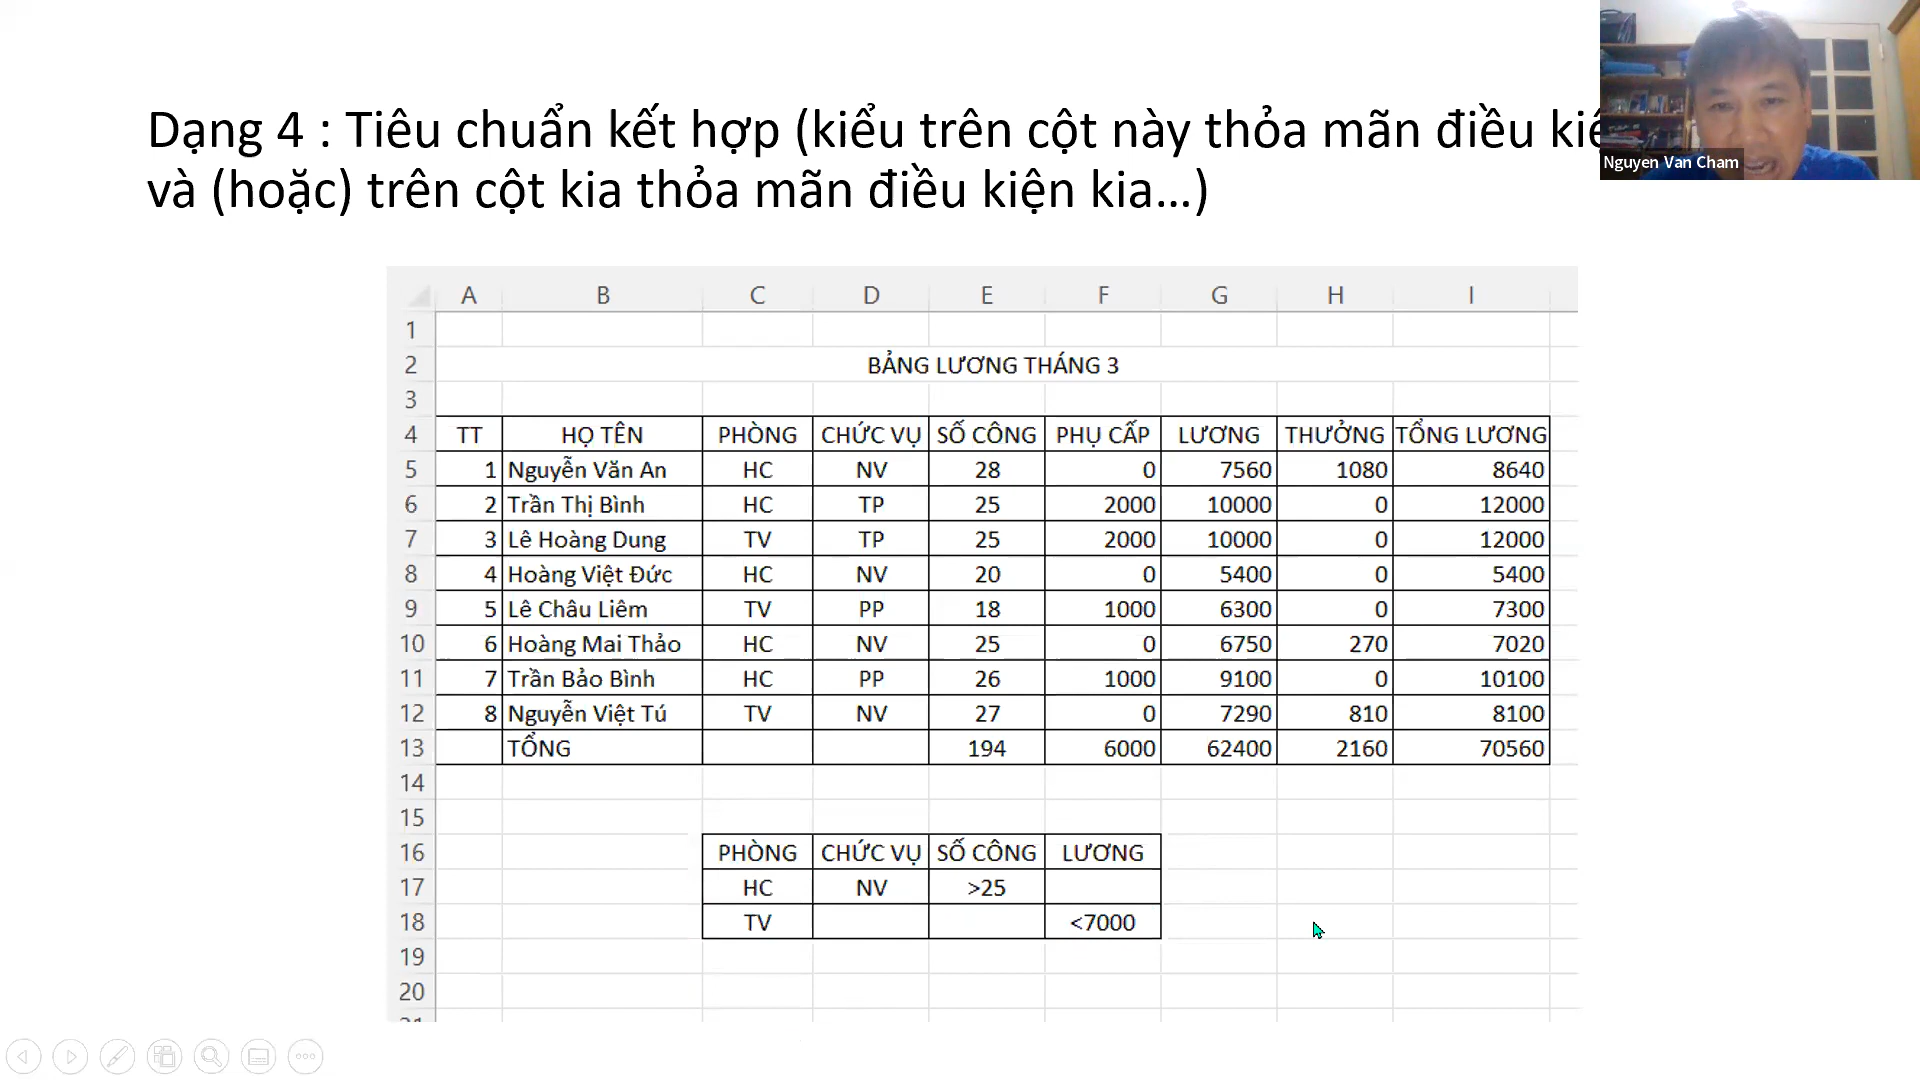 Dạng 4 : Tiêu chuẩn kết hợp (kiểu trên cột này thỏa mãn điều
và (hoặc) trên cột kia thỏa mãn điều kiện kia...)
Nguyen Van Cham
A B C D E F G H I
1
2 BẢNG LƯƠNG THÁNG 3
3
4 TT HỌ TÊN PHÒNG CHỨC VỤ SỐ CÔNG PHỤ CẤP LƯƠNG THƯỞNG TỔNG LƯƠNG
5 1 Nguyễn Văn An HC NV 28 0 7560 1080 8640
6 2 Trần Thị Bình HC TP 25 2000 10000 0 12000
7 3 Lê Hoàng Dung TV TP 25 2000 10000 0 12000
8 4 Hoàng Việt Đức HC NV 20 0 5400 0 5400
9 5 Lê Châu Liêm TV PP 18 1000 6300 0 7300
10 6 Hoàng Mai Thảo HC NV 25 0 6750 270 7020
11 7 Trần Bảo Bình HC PP 26 1000 9100 0 10100
12 8 Nguyễn Việt Tú TV NV 27 0 7290 810 8100
13 TỔNG 194 6000 62400 2160 70560
14
15
16 PHÒNG CHỨC VỤ SỐ CÔNG LƯƠNG
17 HC NV >25
18 TV <7000
19
20